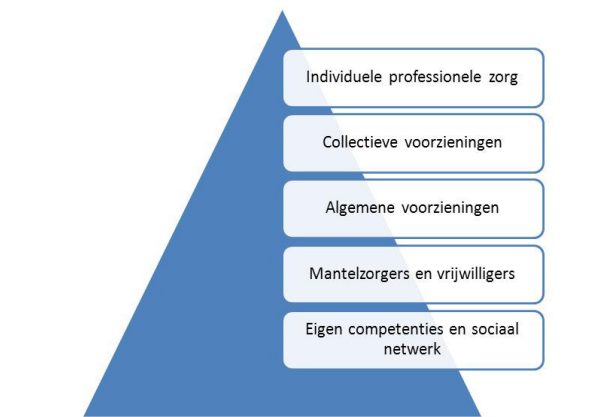 Individuele professionele zorg
Collectieve voorzieningen
Algemene voorzieningen
Mantelzorgers en vrijwilligers
Eigen competenties en sociaal
netwerk